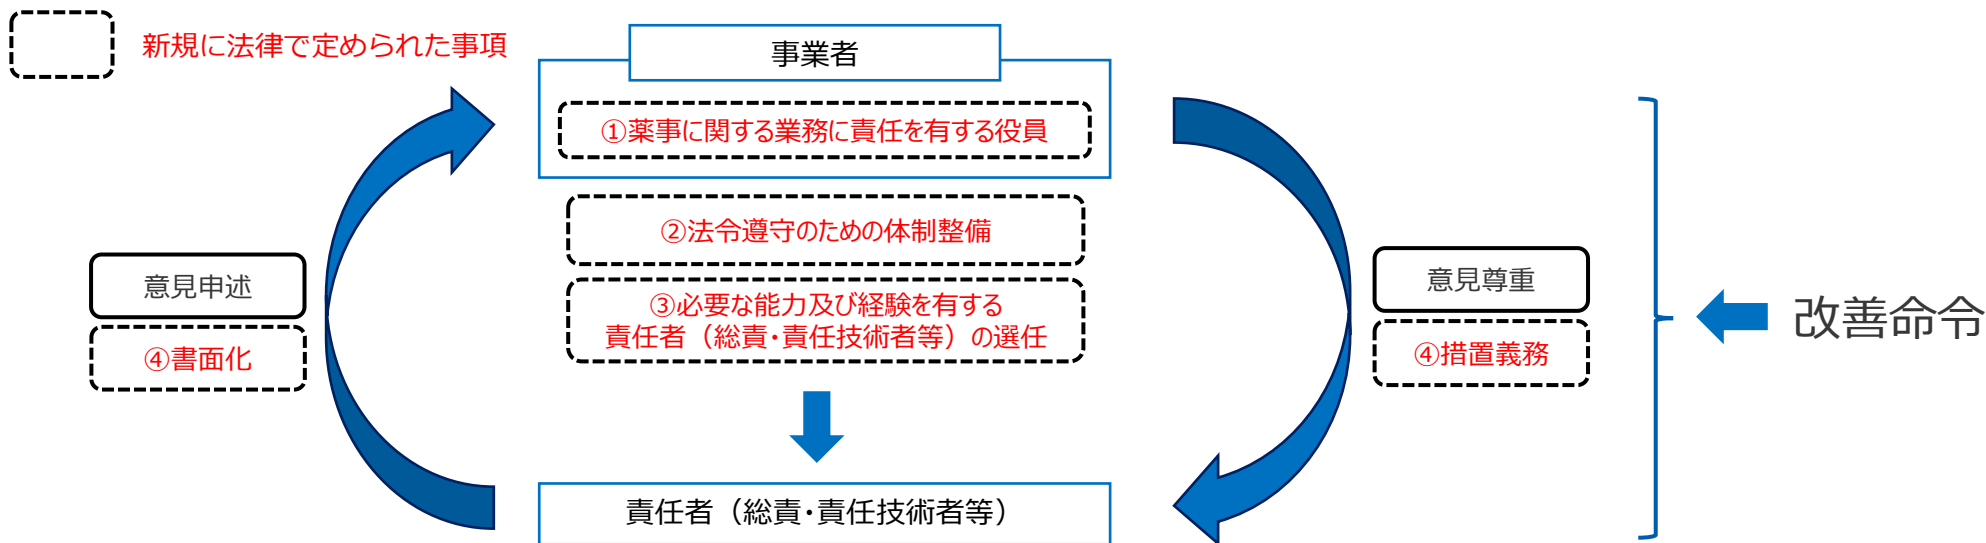 新規に法律で定められた事項
事業者
①薬事に関する業務に責任を有する役員
②法令遵守のための体制整備
③必要な能力及び経験を有する
責任者（総責・責任技術者等）の選任
意見申述
④書面化
意見尊重
④措置義務
改善命令
責任者（総責・責任技術者等）